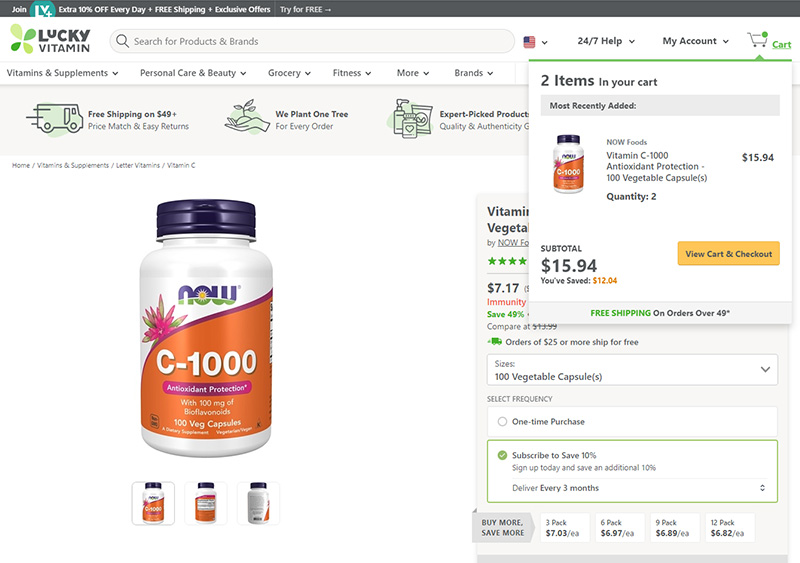 Join LV+ Extra 10% OFF Every Day + FREE Shipping + Exclusive Offers Try for FREE →
LUCKY
VITAMIN
Search for Products & Brands
24/7 Help
My Account
Cart
Vitamins & Supplements
Personal Care & Beauty
Grocery
Fitness
More
Brands
2 Items In your cart
Most Recently Added:
NOW Foods
Vitamin C-1000
Antioxidant Protection -
100 Vegetable Capsule(s)
$15.94
Quantity: 2
SUBTOTAL
$15.94
You've Saved: $12.04
View Cart & Checkout
FREE SHIPPING On Orders Over 49*
Free Shipping on $49+
Price Match & Easy Returns
We Plant One Tree
For Every Order
Expert-Picked Products
Quality & Authenticity G
Home / Vitamins & Supplements / Letter Vitamins / Vitamin C
NOW
C-1000
Antioxidant Protection*
With 100 mg of
Bioflavonoids
100 Veg Capsules
A Dietary Supplement Vegetarian/Vegan
Vitamin
Vegetab
by NOW Fo
$7.17
Immunity
Save 49%
Compare at $13.99
Orders of $25 or more ship for free
Sizes:
100 Vegetable Capsule(s)
SELECT FREQUENCY
One-time Purchase
Subscribe to Save 10%
Sign up today and save an additional 10%
Deliver Every 3 months
BUY MORE,
SAVE MORE
3 Pack
$7.03/ea
6 Pack
$6.97/ea
9 Pack
$6.89/ea
12 Pack
$6.82/ea